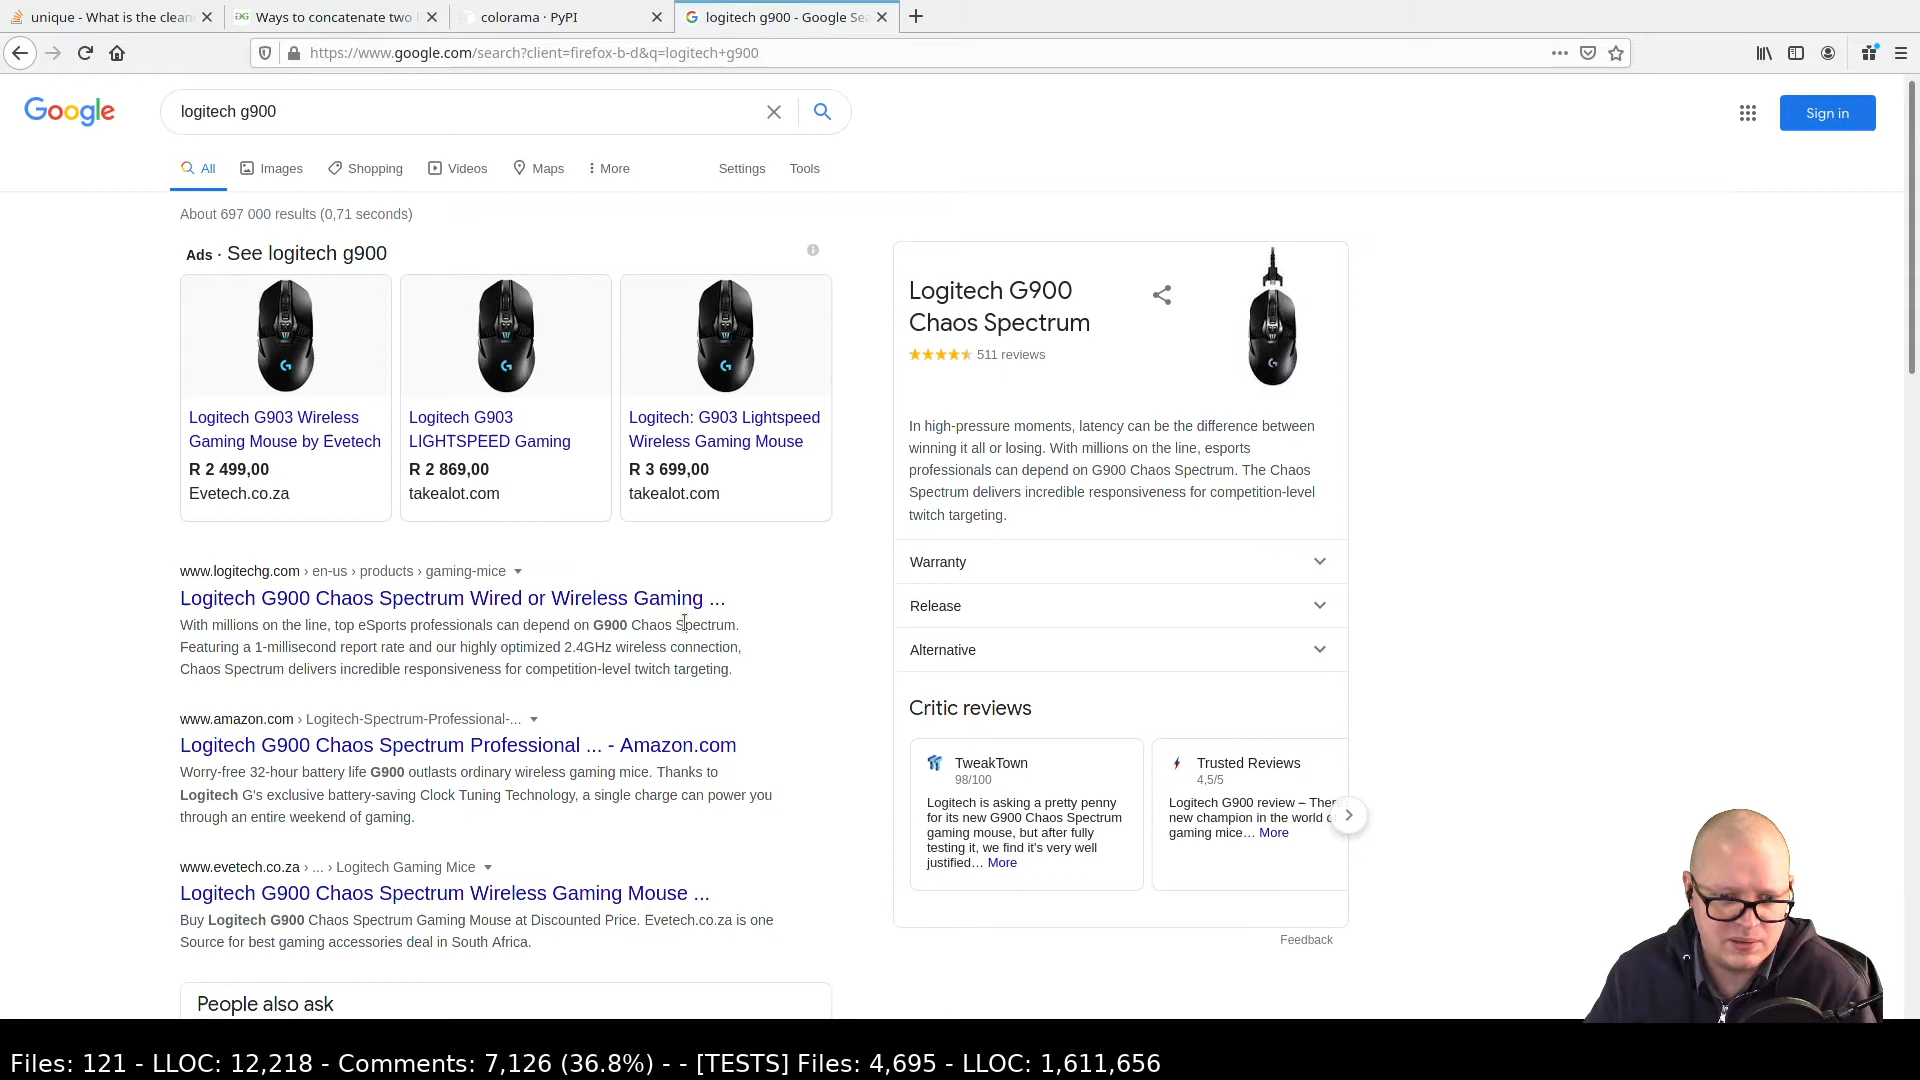 unique - What is the clean
Ways to concatenate two
colorama · PyPI
logitech g900 - Google Sea
https://www.google.com/search?client=firefox-b-d&q=logitech+g900
Google
logitech g900
Sign in
All
Images
Shopping
Videos
Maps
More
Settings
Tools
About 697 000 results (0,71 seconds)
Ads · See logitech g900
Logitech G903 Wireless
Gaming Mouse by Evetech
R 2 499,00
Evetech.co.za
Logitech G903
LIGHTSPEED Gaming
R 2 869,00
takealot.com
Logitech: G903 Lightspeed
Wireless Gaming Mouse
R 3 699,00
takealot.com
www.logitechg.com › en-us › products › gaming-mice
Logitech G900 Chaos Spectrum Wired or Wireless Gaming ...
With millions on the line, top eSports professionals can depend on G900 Chaos Spectrum.
Featuring a 1-millisecond report rate and our highly optimized 2.4GHz wireless connection,
Chaos Spectrum delivers incredible responsiveness for competition-level twitch targeting.
www.amazon.com › Logitech-Spectrum-Professional-...
Logitech G900 Chaos Spectrum Professional ... - Amazon.com
Worry-free 32-hour battery life G900 outlasts ordinary wireless gaming mice. Thanks to
Logitech G's exclusive battery-saving Clock Tuning Technology, a single charge can power you
through an entire weekend of gaming.
www.evetech.co.za › ... › Logitech Gaming Mice
Logitech G900 Chaos Spectrum Wireless Gaming Mouse ...
Buy Logitech G900 Chaos Spectrum Gaming Mouse at Discounted Price. Evetech.co.za is one
Source for best gaming accessories deal in South Africa.
People also ask
Logitech G900
Chaos Spectrum
511 reviews
In high-pressure moments, latency can be the difference between
winning it all or losing. With millions on the line, esports
professionals can depend on G900 Chaos Spectrum. The Chaos
Spectrum delivers incredible responsiveness for competition-level
twitch targeting.
Warranty
Release
Alternative
Critic reviews
TweakTown
98/100
Logitech is asking a pretty penny
for its new G900 Chaos Spectrum
gaming mouse, but after fully
testing it, we find it's very well
justified… More
Trusted Reviews
4,5/5
Logitech G900 review – There
new champion in the world o
gaming mice… More
Feedback
Files: 121 - LLOC: 12,218 - Comments: 7,126 (36.8%) - - [TESTS] Files: 4,695 - LLOC: 1,611,656